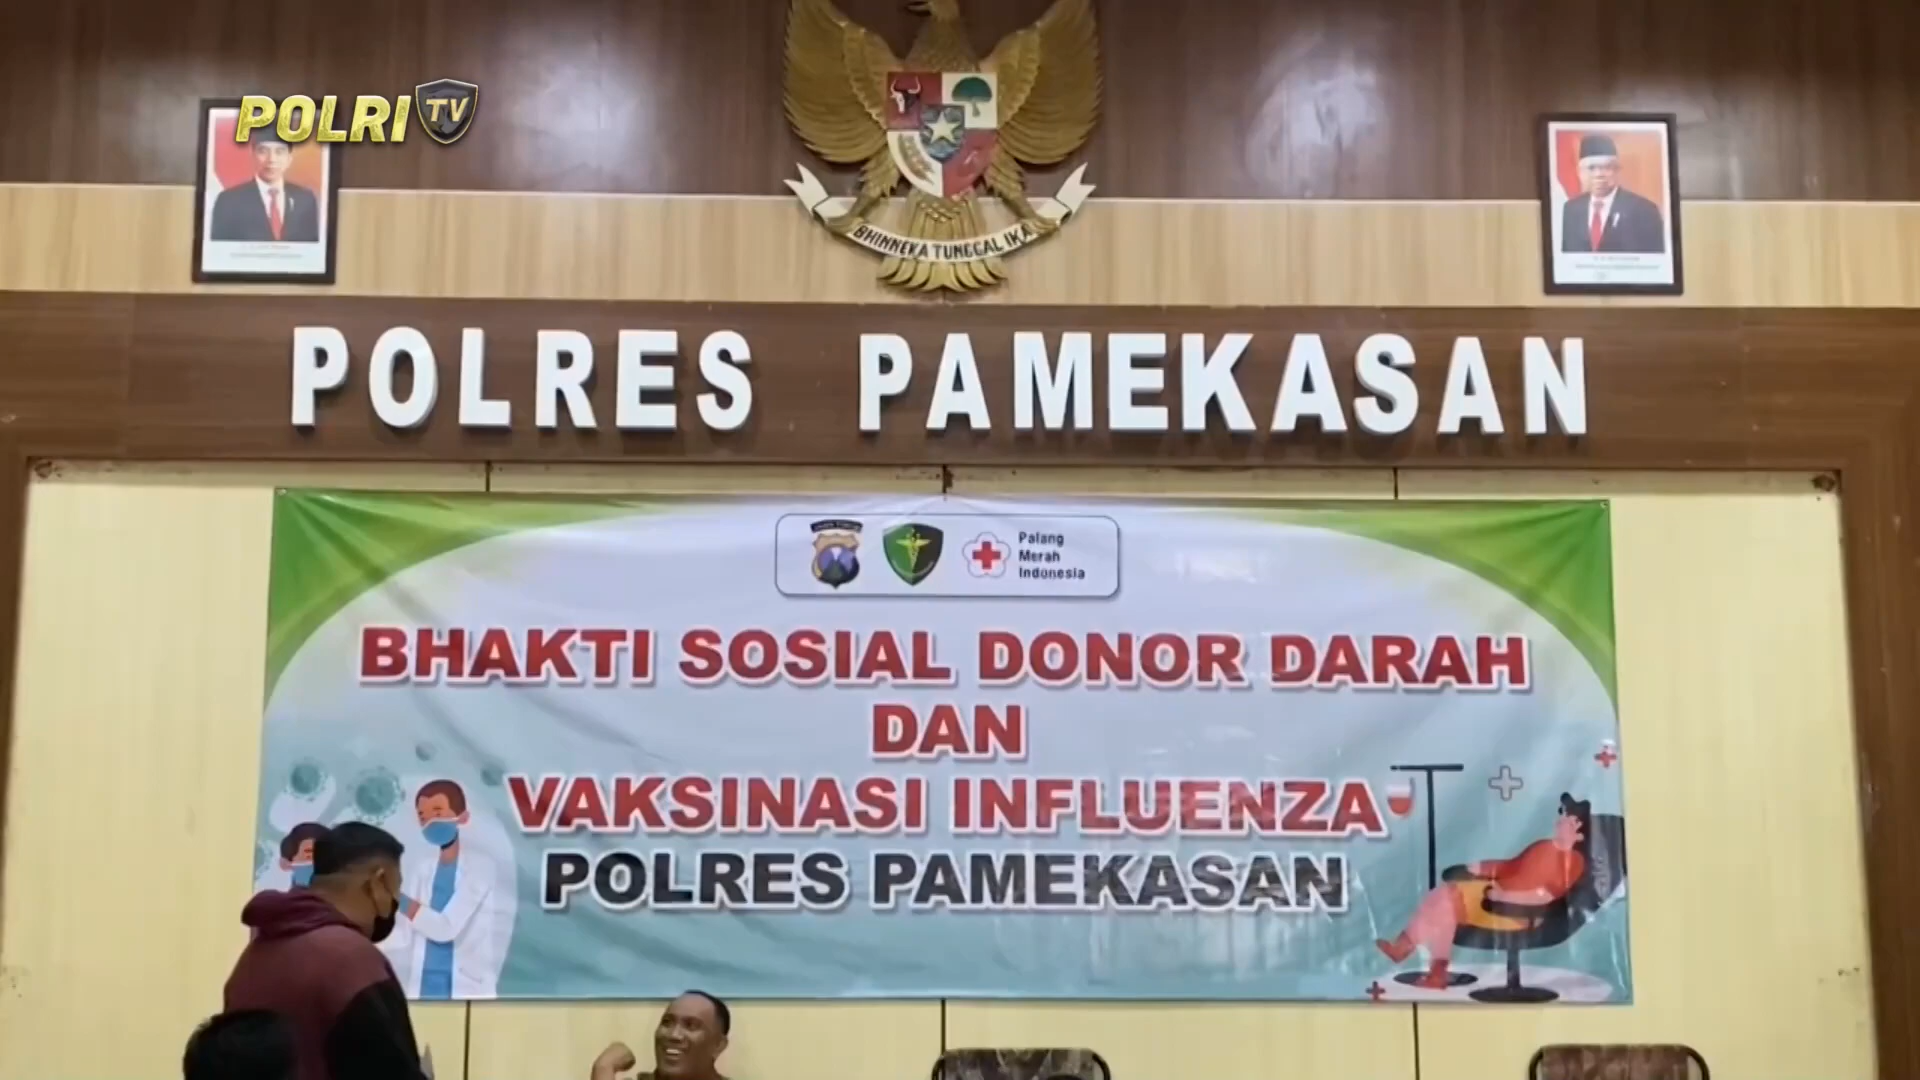 POLRI TV
BHINNEKA TUNGGAL IKA
POLRES PAMEKASAN
Palang
Merah
Indonesia
BHAKTI SOSIAL DONOR DARAH
DAN
VAKSINASI INFLUENZA
POLRES PAMEKASAN